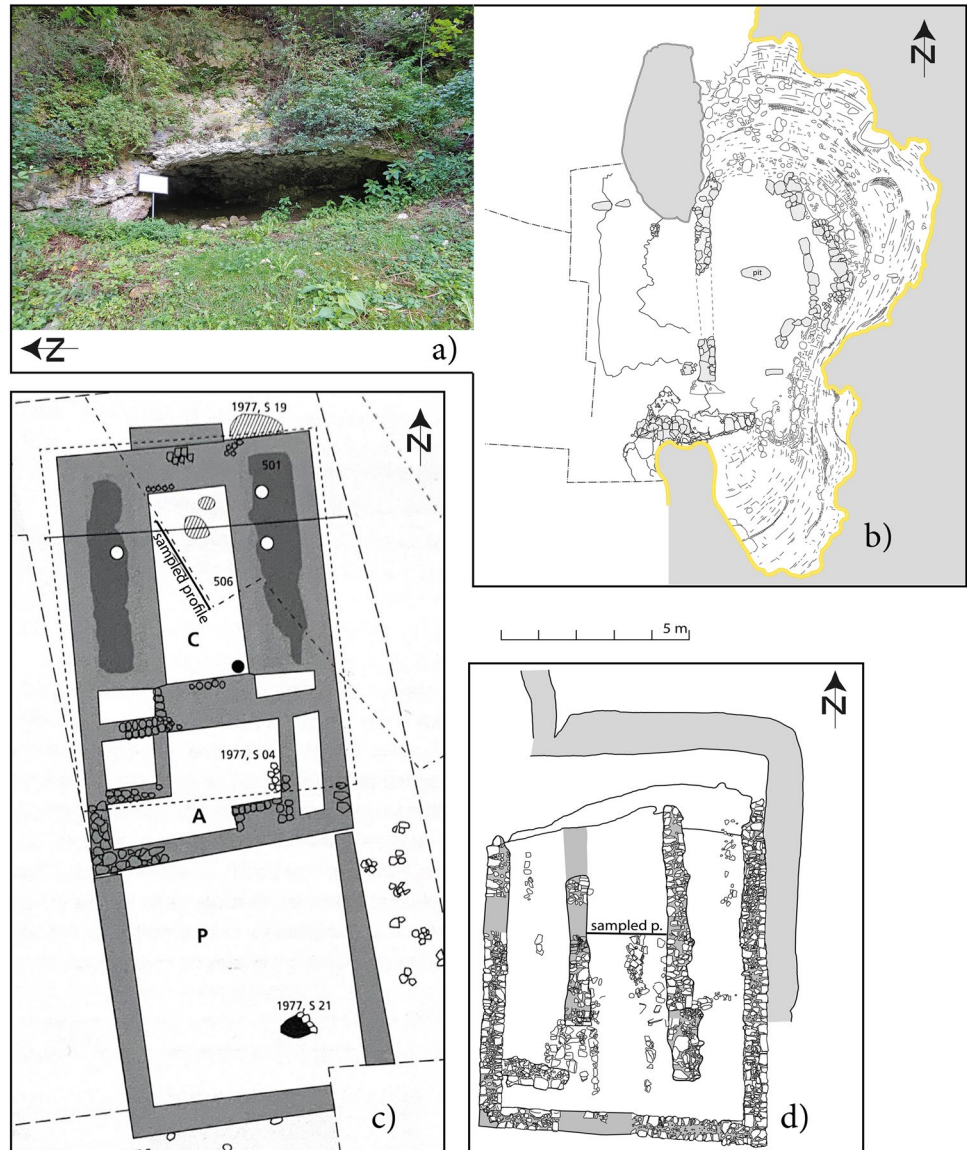 a)
N
N
pit
b)
1977, S 19
N
501
sampled profile
506
C
1977, S 04
A
P
1977, S 21
c)
5 m
N
sampled p.
d)